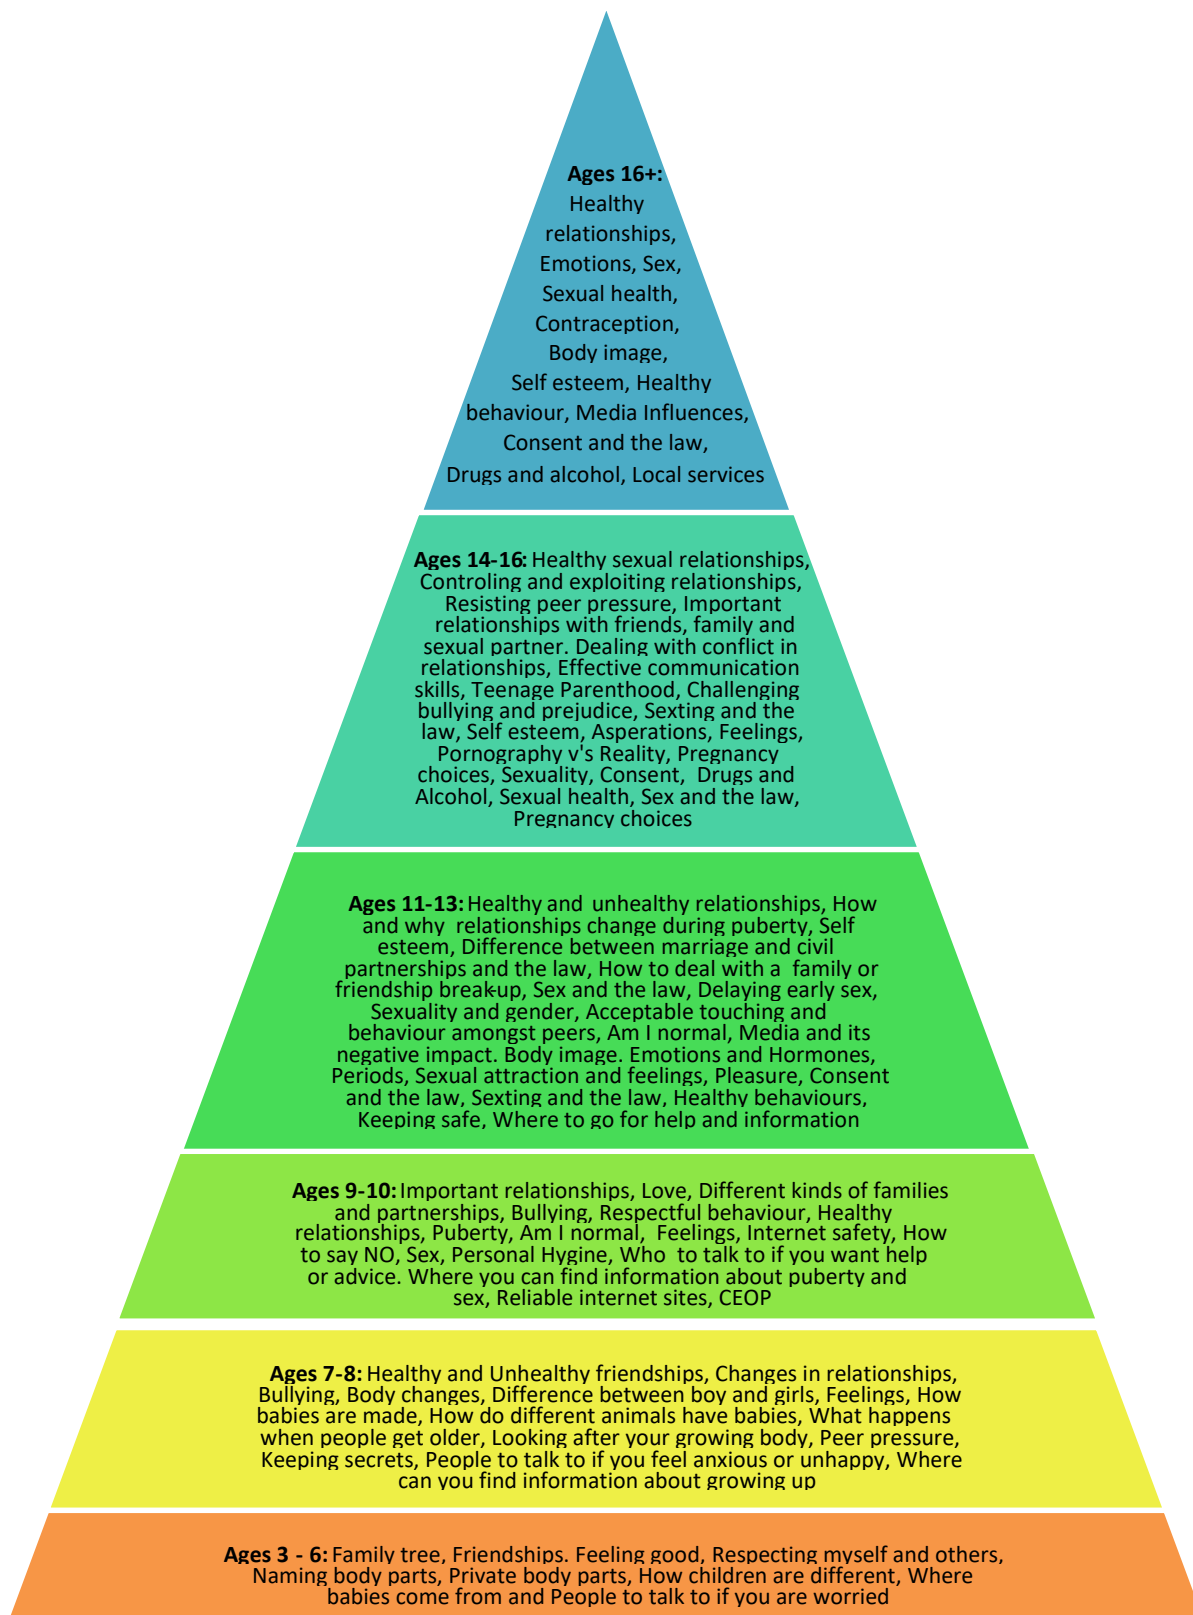 Ages 16+:
Healthy
relationships,
Emotions, Sex,
Sexual health,
Contraception,
Body image,
Self esteem, Healthy
behaviour, Media Influences,
Consent and the law,
Drugs and alcohol, Local services
Ages 14-16: Healthy sexual relationships,
Controling and exploiting relationships,
Resisting peer pressure, Important
relationships with friends, family and
sexual partner. Dealing with conflict in
relationships, Effective communication
skills, Teenage Parenthood, Challenging
bullying and prejudice, Sexting and the
law, Self esteem, Asperations, Feelings,
Pornography v's Reality, Pregnancy
choices, Sexuality, Consent, Drugs and
Alcohol, Sexual health, Sex and the law,
Pregnancy choices
Ages 11-13: Healthy and unhealthy relationships, How
and why relationships change during puberty, Self
esteem, Difference between marriage and civil
partnerships and the law, How to deal with a family or
friendship break-up, Sex and the law, Delaying early sex,
Sexuality and gender, Acceptable touching and
behaviour amongst peers, Am I normal, Media and its
negative impact. Body image. Emotions and Hormones,
Periods, Sexual attraction and feelings, Pleasure, Consent
and the law, Sexting and the law, Healthy behaviours,
Keeping safe, Where to go for help and information
Ages 9-10: Important relationships, Love, Different kinds of families
and partnerships, Bullying, Respectful behaviour, Healthy
relationships, Puberty, Am I normal, Feelings, Internet safety, How
to say NO, Sex, Personal Hygine, Who to talk to if you want help
or advice. Where you can find information about puberty and
sex, Reliable internet sites, CEOP
Ages 7-8: Healthy and Unhealthy friendships, Changes in relationships,
Bullying, Body changes, Difference between boy and girls, Feelings, How
babies are made, How do different animals have babies, What happens
when people get older, Looking after your growing body, Peer pressure,
Keeping secrets, People to talk to if you feel anxious or unhappy, Where
can you find information about growing up
Ages 3 - 6: Family tree, Friendships. Feeling good, Respecting myself and others,
Naming body parts, Private body parts, How children are different, Where
babies come from and People to talk to if you are worried